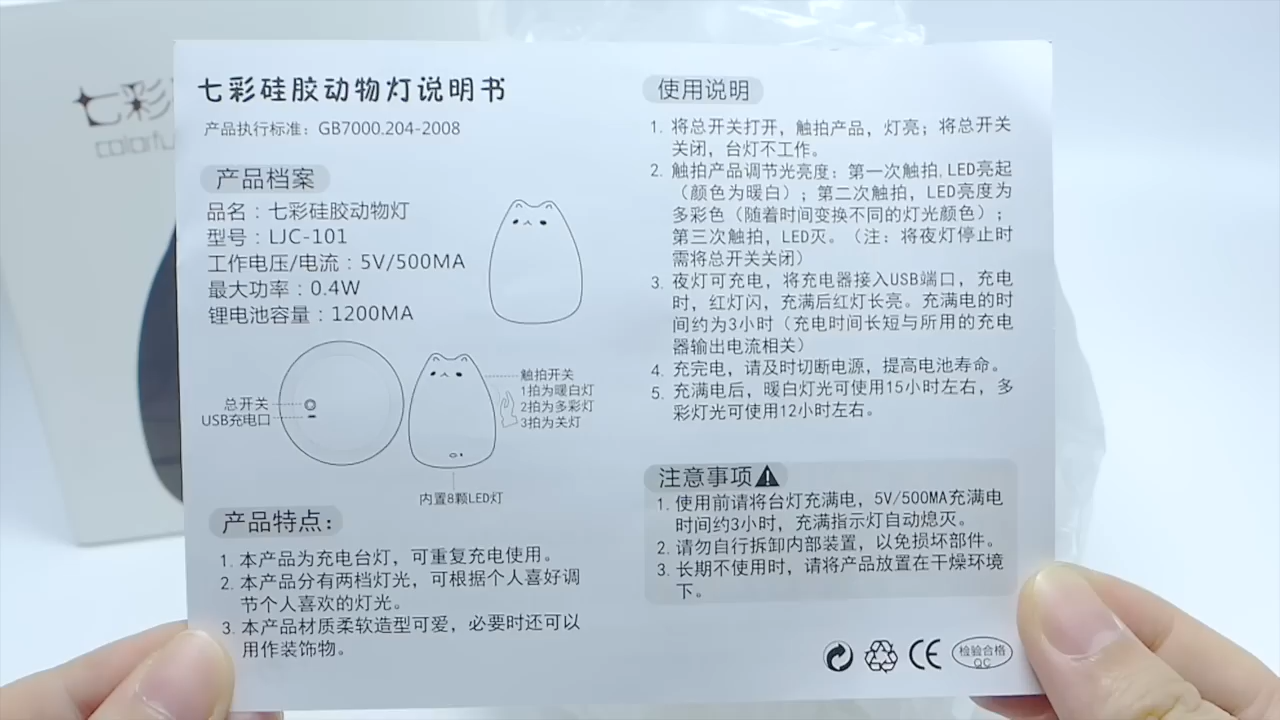 七彩
colorfu
七彩硅胶动物灯说明书
产品执行标准：GB7000.204-2008
产品档案
品名：七彩硅胶动物灯
型号：LJC-101
工作电压/电流：5V/500MA
最大功率：0.4W
锂电池容量：1200MA
总开关
USB充电口
触拍开关
1拍为暖白灯
2拍为多彩灯
3拍为关灯
内置8颗LED灯
产品特点：
1. 本产品为充电台灯，可重复充电使用。
2. 本产品分有两档灯光，可根据个人喜好调
节个人喜欢的灯光。
3. 本产品材质柔软造型可爱，必要时还可以
用作装饰物。
使用说明
1. 将总开关打开，触拍产品，灯亮；将总开关
关闭，台灯不工作。
2. 触拍产品调节光亮度：第一次触拍，LED亮起
（颜色为暖白）；第二次触拍，LED亮度为
多彩色（随着时间变换不同的灯光颜色）；
第三次触拍，LED灭。（注：将夜灯停止时
需将总开关关闭）
3. 夜灯可充电，将充电器接入USB端口，充电
时，红灯闪，充满后红灯长亮。充满电的时
间约为3小时（充电时间长短与所用的充电
器输出电流相关）
4. 充完电，请及时切断电源，提高电池寿命。
5. 充满电后，暖白灯光可使用15小时左右，多
彩灯光可使用12小时左右。
注意事项
1. 使用前请将台灯充满电，5V/500MA充满电
时间约3小时，充满指示灯自动熄灭。
2. 请勿自行拆卸内部装置，以免损坏部件。
3. 长期不使用时，请将产品放置在干燥环境
下。
CE
检验合格
QC